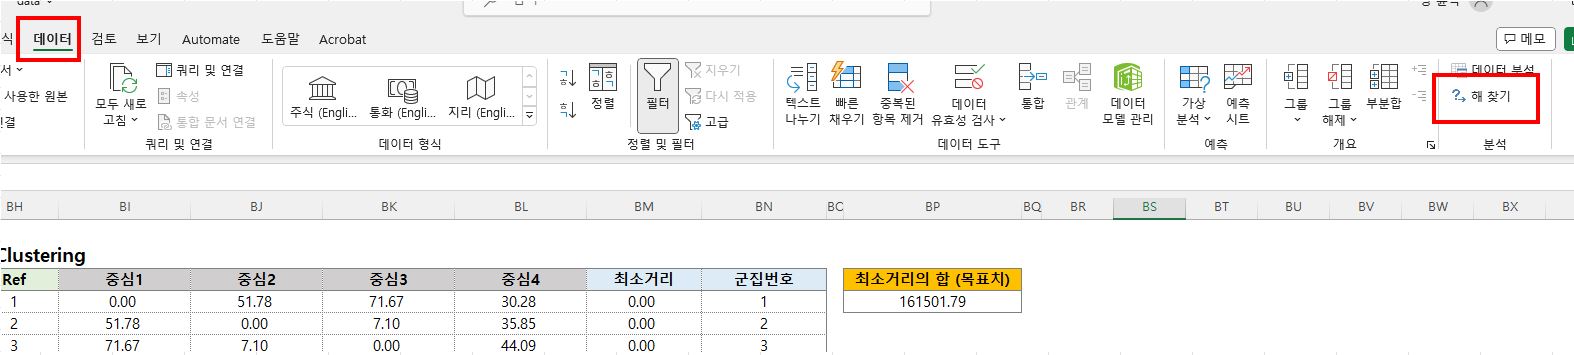 data
식 데이터 검토 보기 Automate 도움말 Acrobat
메모
사용한 원본
모두 새로
고침
쿼리 및 연결
속성
통합 문서 연결
쿼리 및 연결
주식 (Engli...
통화 (Engli...
지리 (Engli...
데이터 형식
정렬
필터
지우기
다시 적용
고급
정렬 및 필터
텍스트
나누기
빠른
채우기
중복된
항목 제거
데이터
유효성 검사
통합
관계
데이터
모델 관리
데이터 도구
가상
분석
예측
시트
예측
그룹
그룹
해제
부분합
개요
데이터 분석
해 찾기
분석
BH BI BJ BK BL BM BN BC BP BQ BR BS BT BU BV BW BX
Clustering
Ref 중심1 중심2 중심3 중심4 최소거리 군집번호 최소거리의 합 (목표치)
1 0.00 51.78 71.67 30.28 0.00 1 161501.79
2 51.78 0.00 7.10 35.85 0.00 2
3 71.67 7.10 0.00 44.09 0.00 3